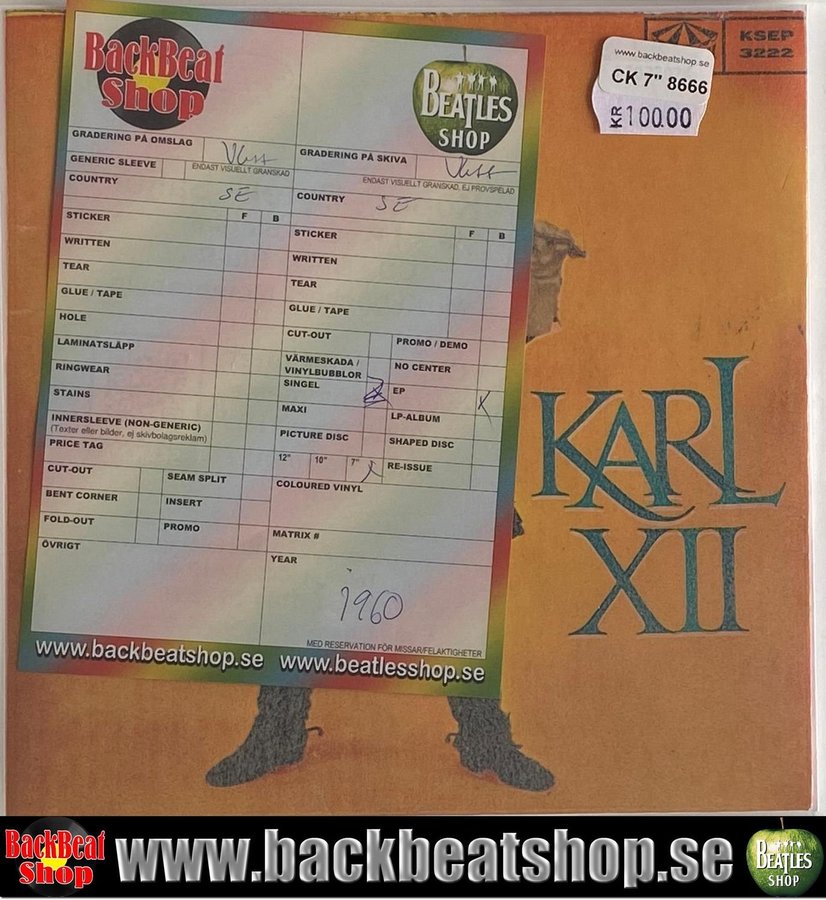 BackBeat
Shop
BEATLES
SHOP
KSEP
3222
www.backbeatshop.se
CK 7" 8666
KR 100.00
GRADERING PÅ OMSLAG
GENERIC SLEEVE
ENDAST VISUELLT GRANSKAD
COUNTRY SE
STICKER F B
WRITTEN
TEAR
GLUE / TAPE
HOLE
LAMINATSLÄPP
RINGWEAR
STAINS
INNERSLEEVE (NON-GENERIC)
(Texter eller bilder, ej skivbolagsreklam)
PRICE TAG
CUT-OUT SEAM SPLIT
BENT CORNER INSERT
FOLD-OUT PROMO
ÖVRIGT
GRADERING PÅ SKIVA
ENDAST VISUELLT GRANSKAD, EJ PROVSPELAD
COUNTRY SE
STICKER F B
WRITTEN
TEAR
GLUE / TAPE
CUT-OUT PROMO / DEMO
VÄRMESKADA /
VINYLBUBBLOR NO CENTER
SINGEL EP X
MAXI LP-ALBUM
PICTURE DISC SHAPED DISC
12" 10" 7" X RE-ISSUE
COLOURED VINYL
MATRIX #
YEAR
1960
MED RESERVATION FÖR MISSAR/FELAKTIGHETER
www.backbeatshop.se www.beatlesshop.se
KARL
XII
BackBeat
Shop
www.backbeatshop.se
BEATLES
SHOP